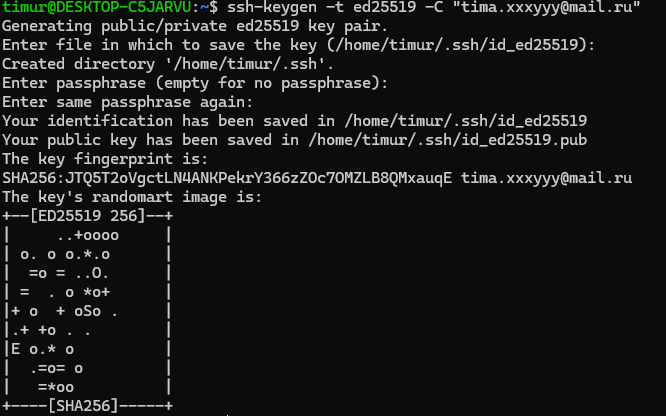 timur@DESKTOP-C5JARVU:~$ ssh-keygen -t ed25519 -C "tima.xxxyyy@mail.ru"
Generating public/private ed25519 key pair.
Enter file in which to save the key (/home/timur/.ssh/id_ed25519):
Created directory '/home/timur/.ssh'.
Enter passphrase (empty for no passphrase):
Enter same passphrase again:
Your identification has been saved in /home/timur/.ssh/id_ed25519
Your public key has been saved in /home/timur/.ssh/id_ed25519.pub
The key fingerprint is:
SHA256:JTQ5T2oVgctLN4ANKPekrY366zZOc7OMZLB8QMxauqE tima.xxxyyy@mail.ru
The key's randomart image is:
+--[ED25519 256]--+
|     ..+oooo     |
| o. o o.*.o      |
|  =o = ..O.      |
| =  . o *o+      |
|+ o  + oSo .     |
|.+ +o . .        |
|E o.* o          |
|  .=o= o         |
|   =*oo          |
+----[SHA256]-----+